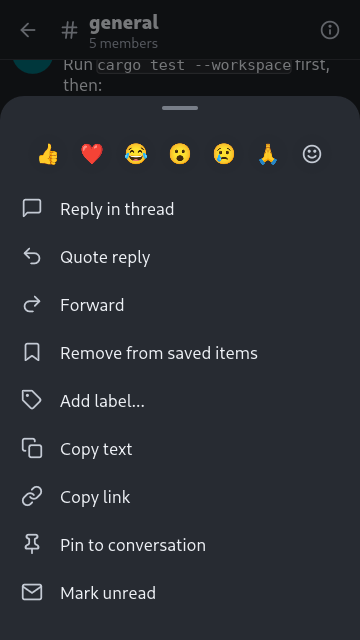 general
5 members
Run cargo test --workspace first,
then:
Reply in thread
Quote reply
Forward
Remove from saved items
Add label...
Copy text
Copy link
Pin to conversation
Mark unread